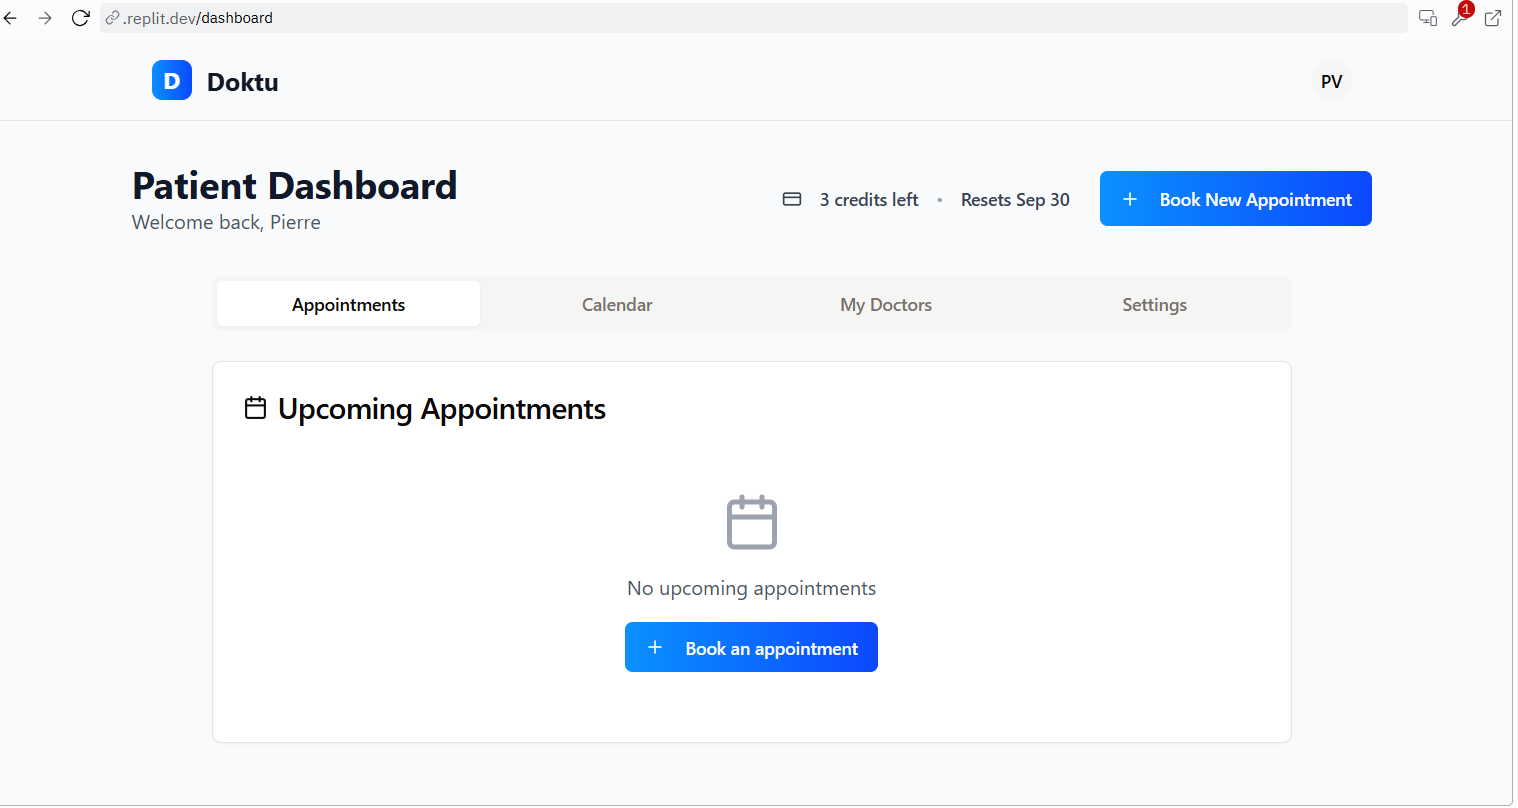 .replit.dev/dashboard
1
D Doktu
PV
Patient Dashboard
Welcome back, Pierre
3 credits left • Resets Sep 30
+ Book New Appointment
Appointments
Calendar
My Doctors
Settings
Upcoming Appointments
No upcoming appointments
+ Book an appointment